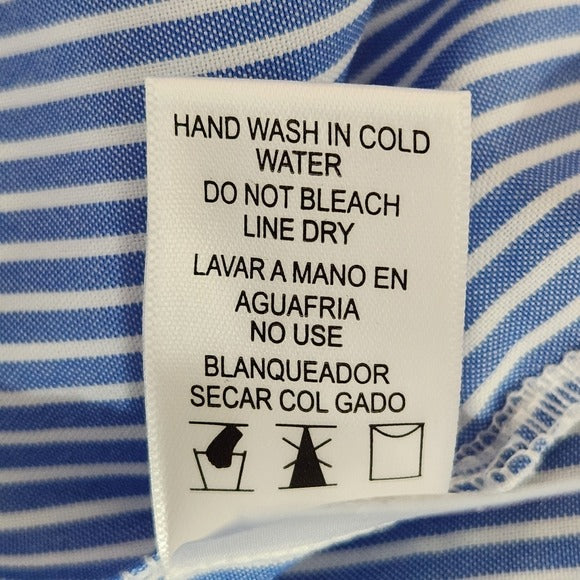 HAND WASH IN COLD
WATER
DO NOT BLEACH
LINE DRY
LAVAR A MANO EN
AGUAFRIA
NO USE
BLANQUEADOR
SECAR COL GADO